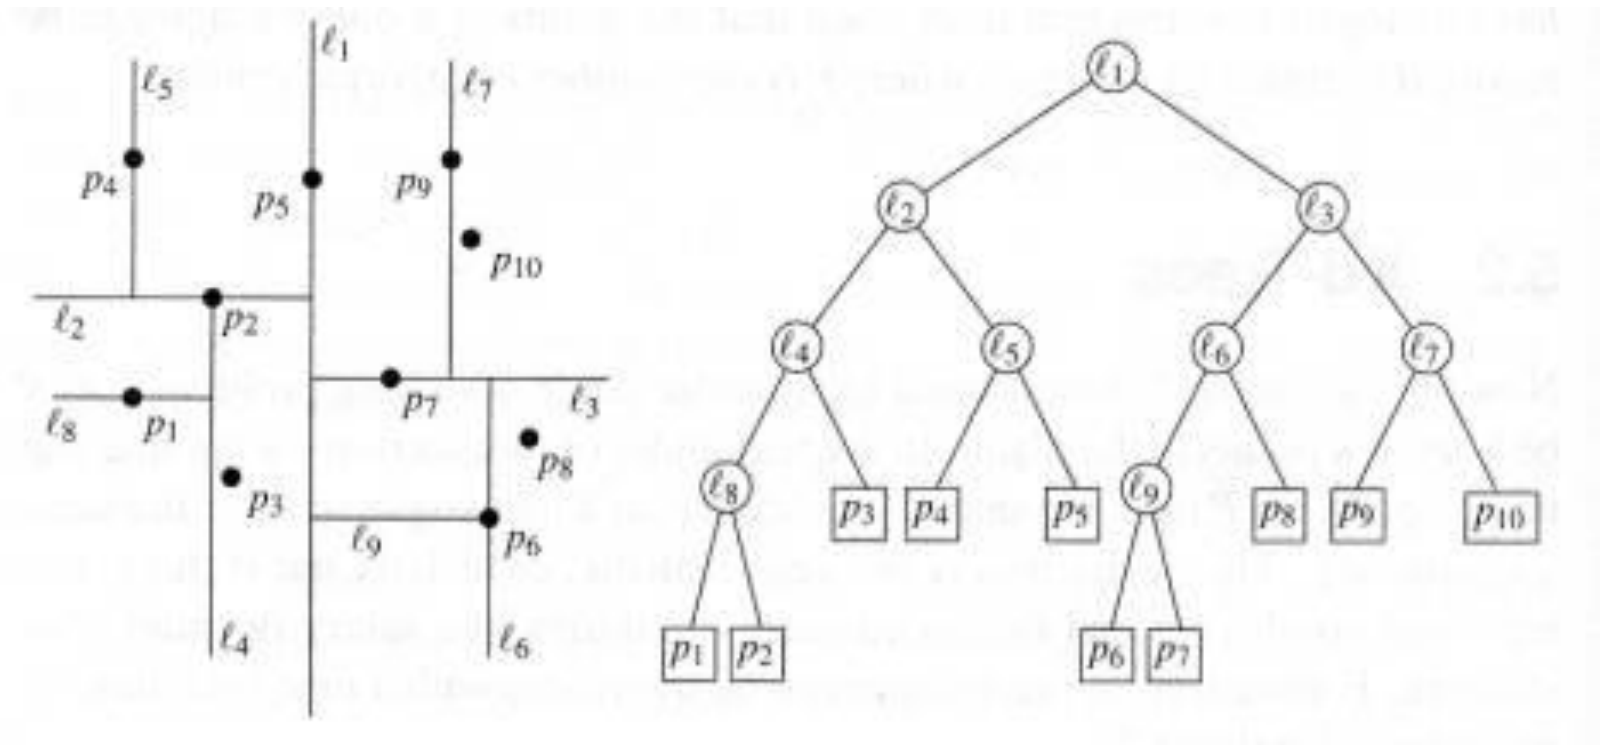 ℓ1
ℓ5
ℓ7
p4
p5
p9
p10
ℓ2
p2
p7
ℓ3
ℓ8
p1
p8
p3
ℓ9
p6
ℓ4
ℓ6
ℓ1
ℓ2 ℓ3
ℓ4 ℓ5 ℓ6 ℓ7
ℓ8 p3 p4 p5 ℓ9 p8 p9 p10
p1 p2 p6 p7